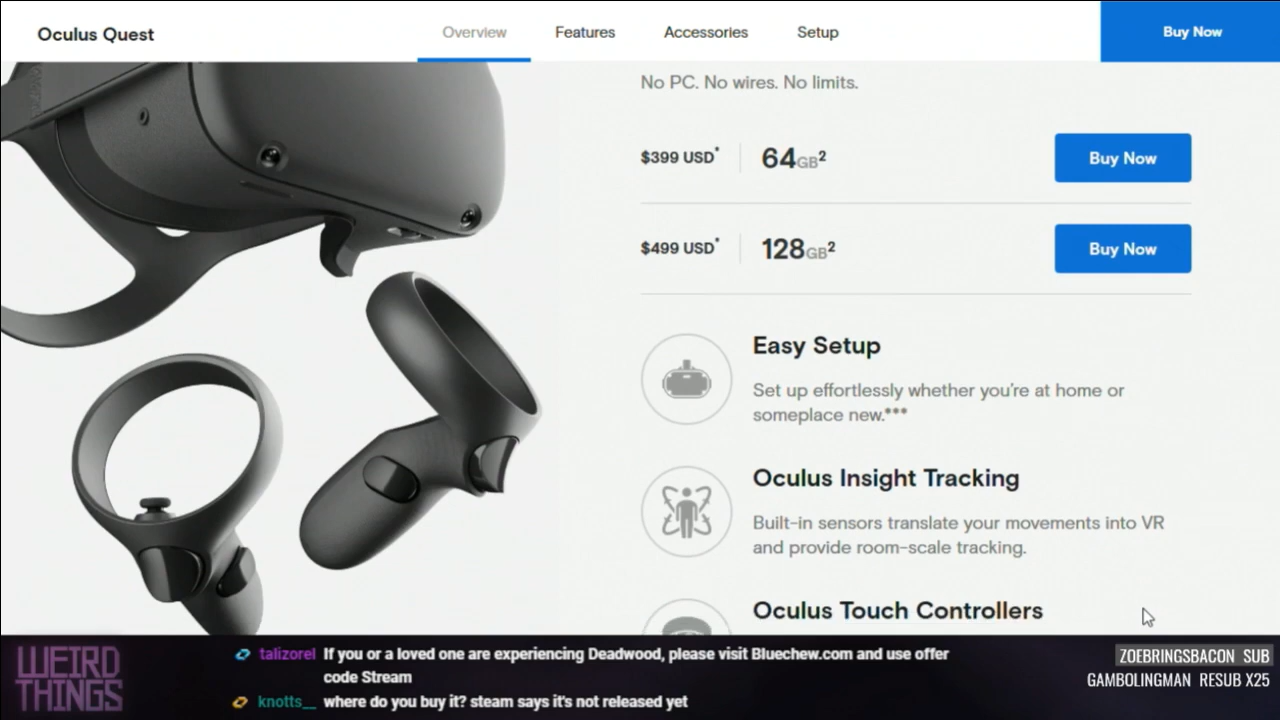 Oculus Quest
Overview
Features
Accessories
Setup
Buy Now
No PC. No wires. No limits.
$399 USD*
64GB²
Buy Now
$499 USD*
128GB²
Buy Now
Easy Setup
Set up effortlessly whether you're at home or
someplace new.***
Oculus Insight Tracking
Built-in sensors translate your movements into VR
and provide room-scale tracking.
Oculus Touch Controllers
WEIRD
THINGS
talizorel If you or a loved one are experiencing Deadwood, please visit Bluechew.com and use offer
code Stream
knotts__ where do you buy it? steam says it's not released yet
ZOEBRINGSBACON SUB
GAMBOLINGMAN RESUB X25